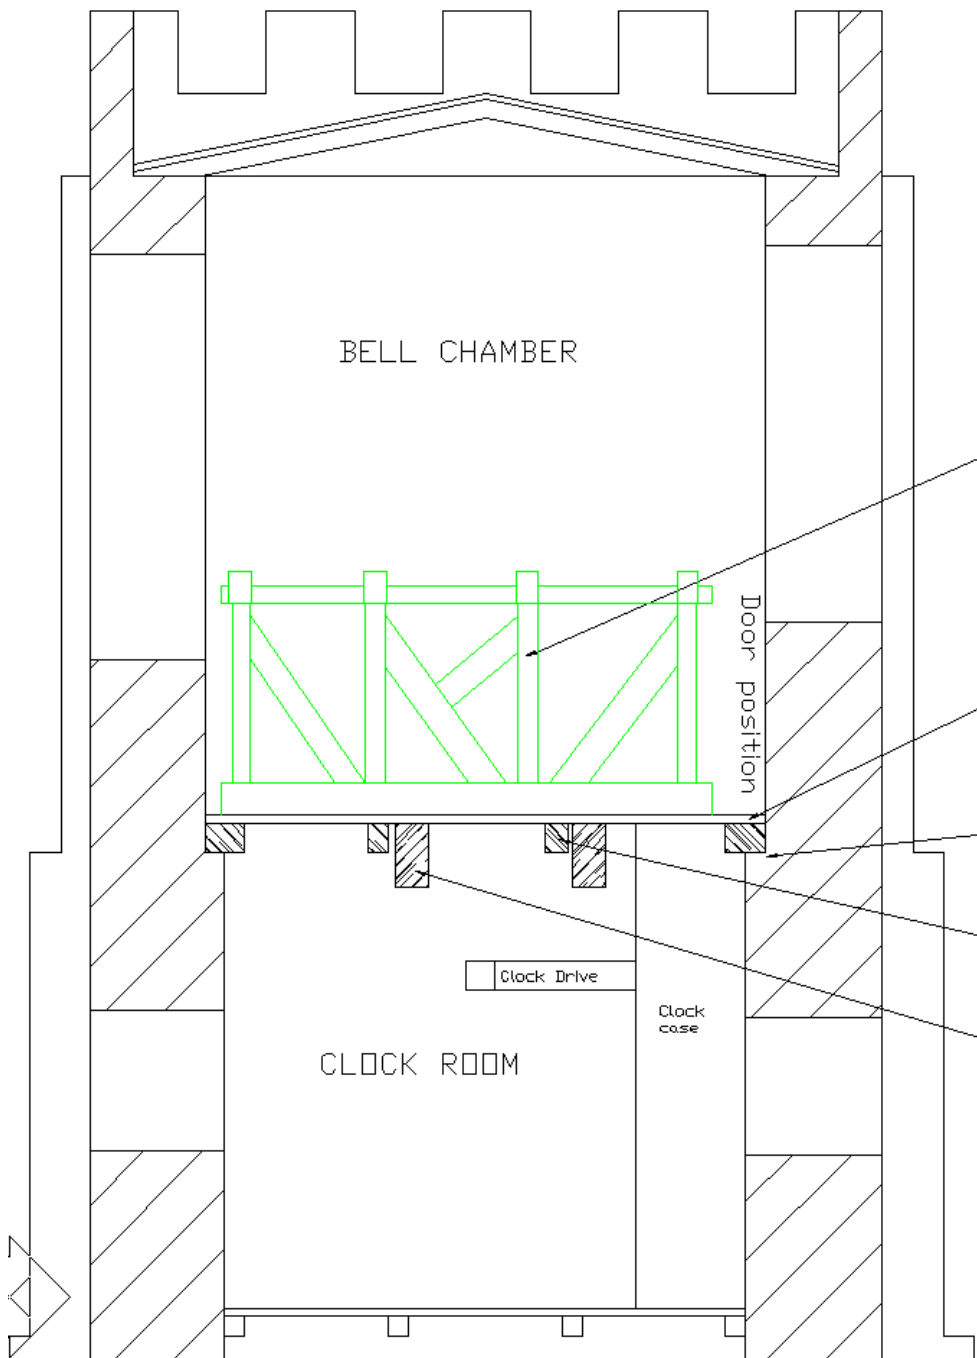 BELL CHAMBER
Door position
Clock Drive
Clock
case
CLOCK ROOM